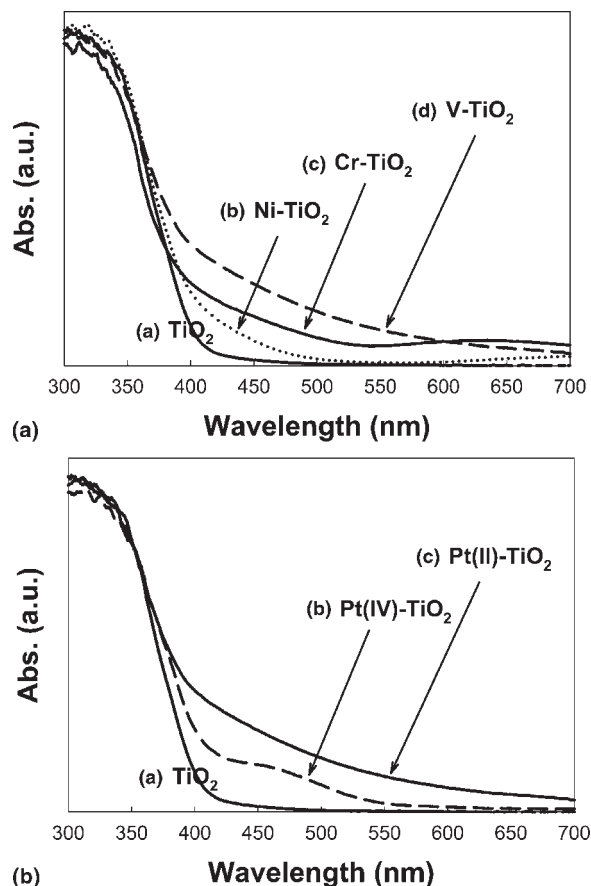 Abs. (a.u.)
(d) V-TiO₂
(c) Cr-TiO₂
(b) Ni-TiO₂
(a) TiO₂
300 350 400 450 500 550 600 650 700
(a)
Wavelength (nm)
Abs. (a.u.)
(c) Pt(II)-TiO₂
(b) Pt(IV)-TiO₂
(a) TiO₂
300 350 400 450 500 550 600 650 700
(b)
Wavelength (nm)